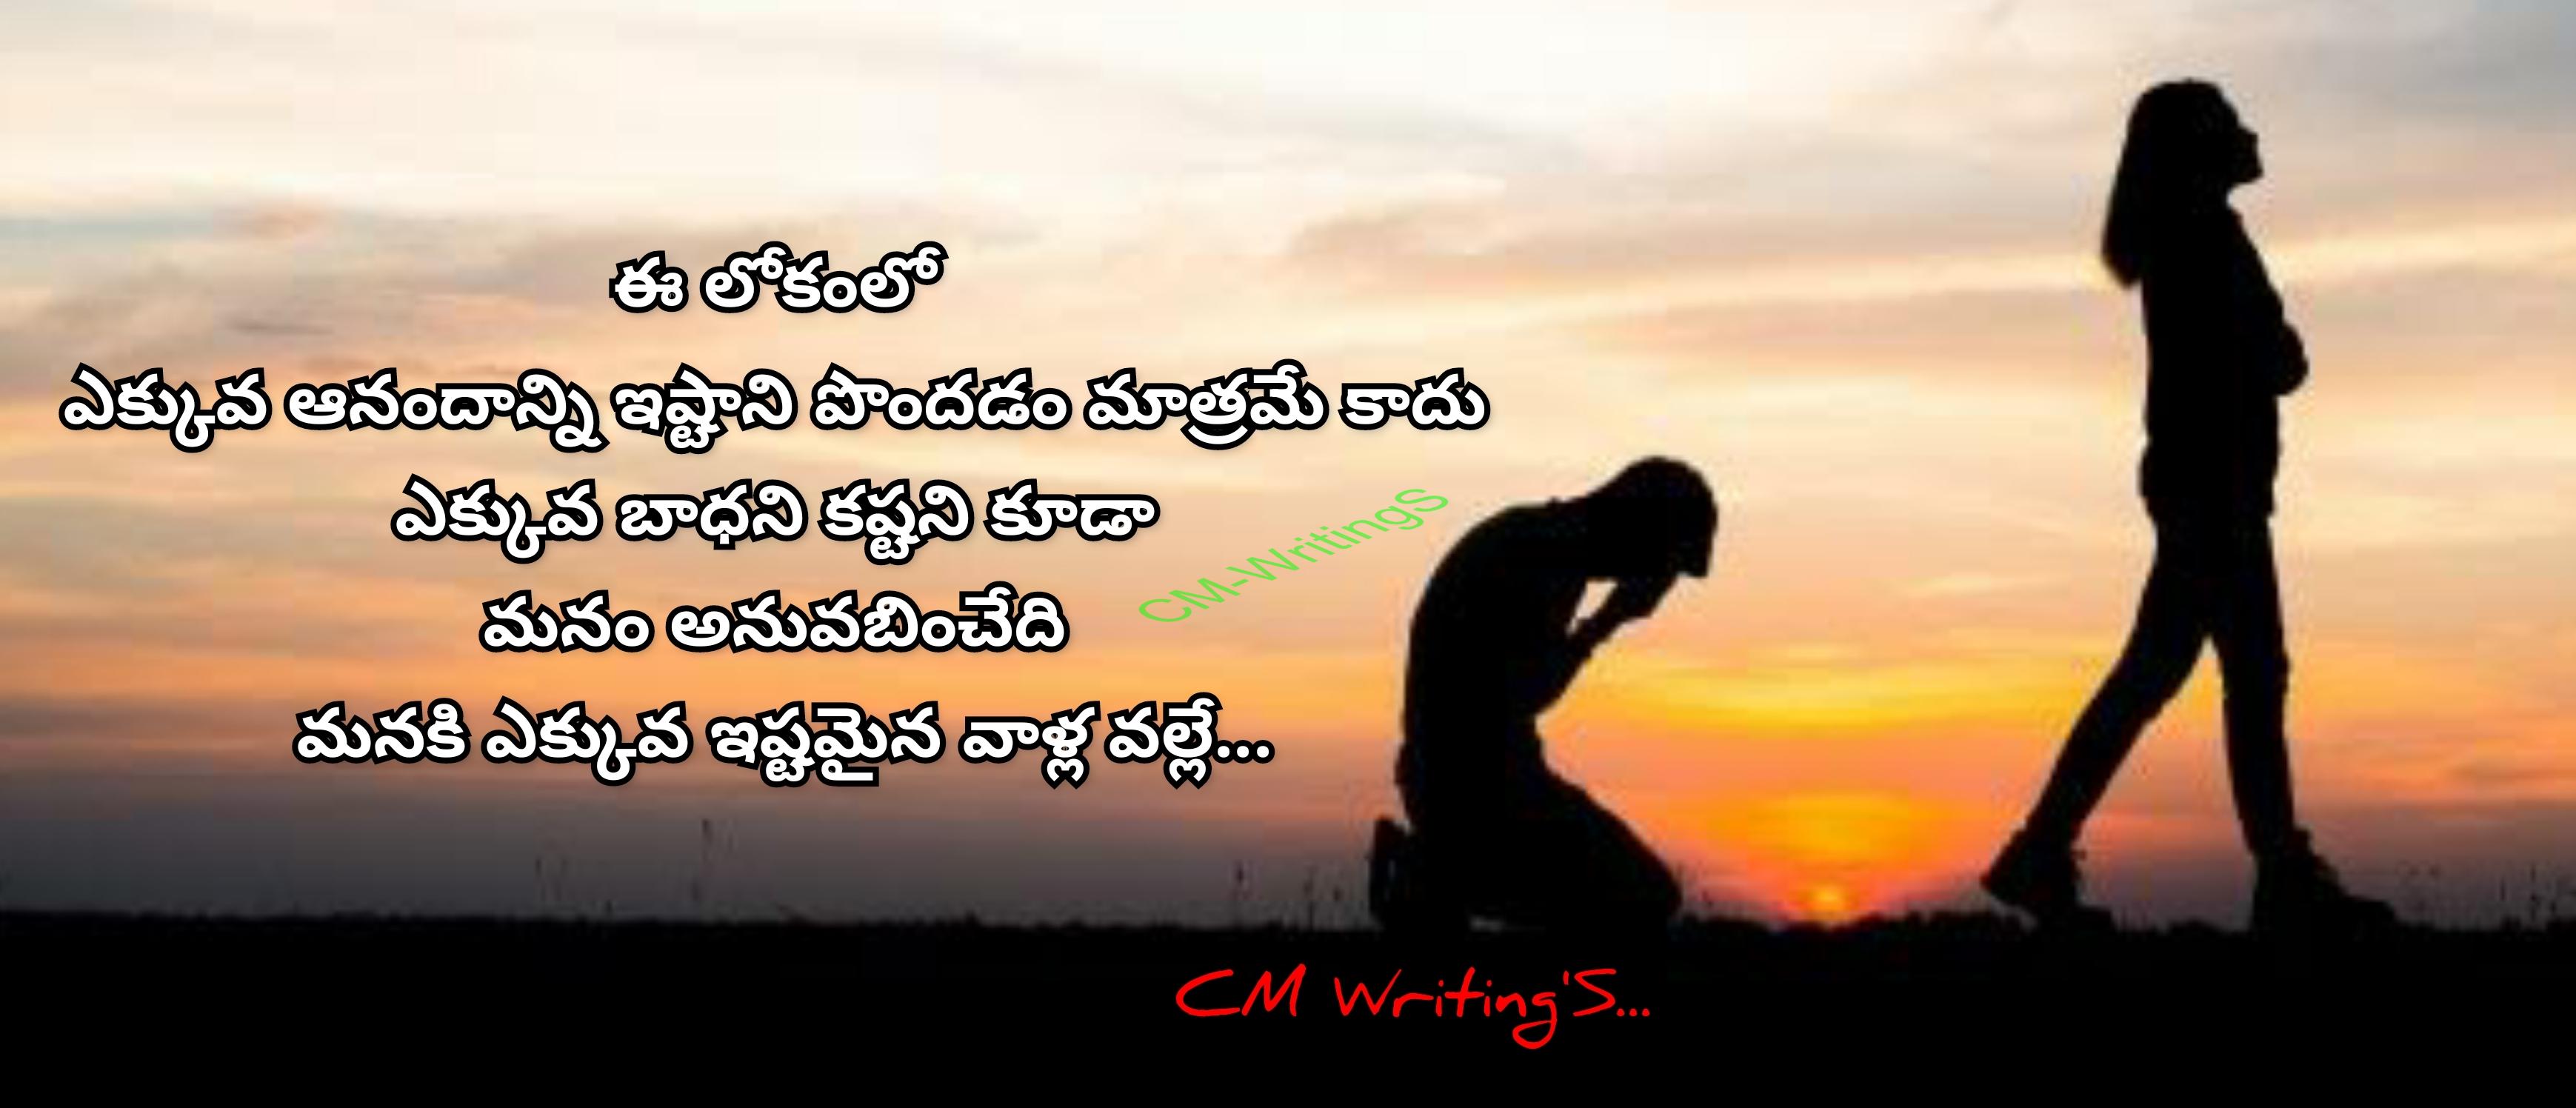 ఈ లోకంలో
ఎక్కువ ఆనందాన్ని ఇష్టాని పొందడం మాత్రమే కాదు
ఎక్కువ బాధని కష్టని కూడా
మనం అనువబించేది
మనకి ఎక్కువ ఇష్టమైన వాళ్ల వల్లే...
CM-WritingS
CM Writing'S...